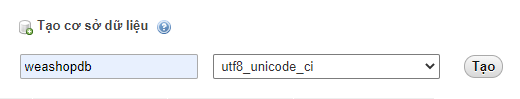 Tạo cơ sở dữ liệu
weashopdb utf8_unicode_ci Tạo